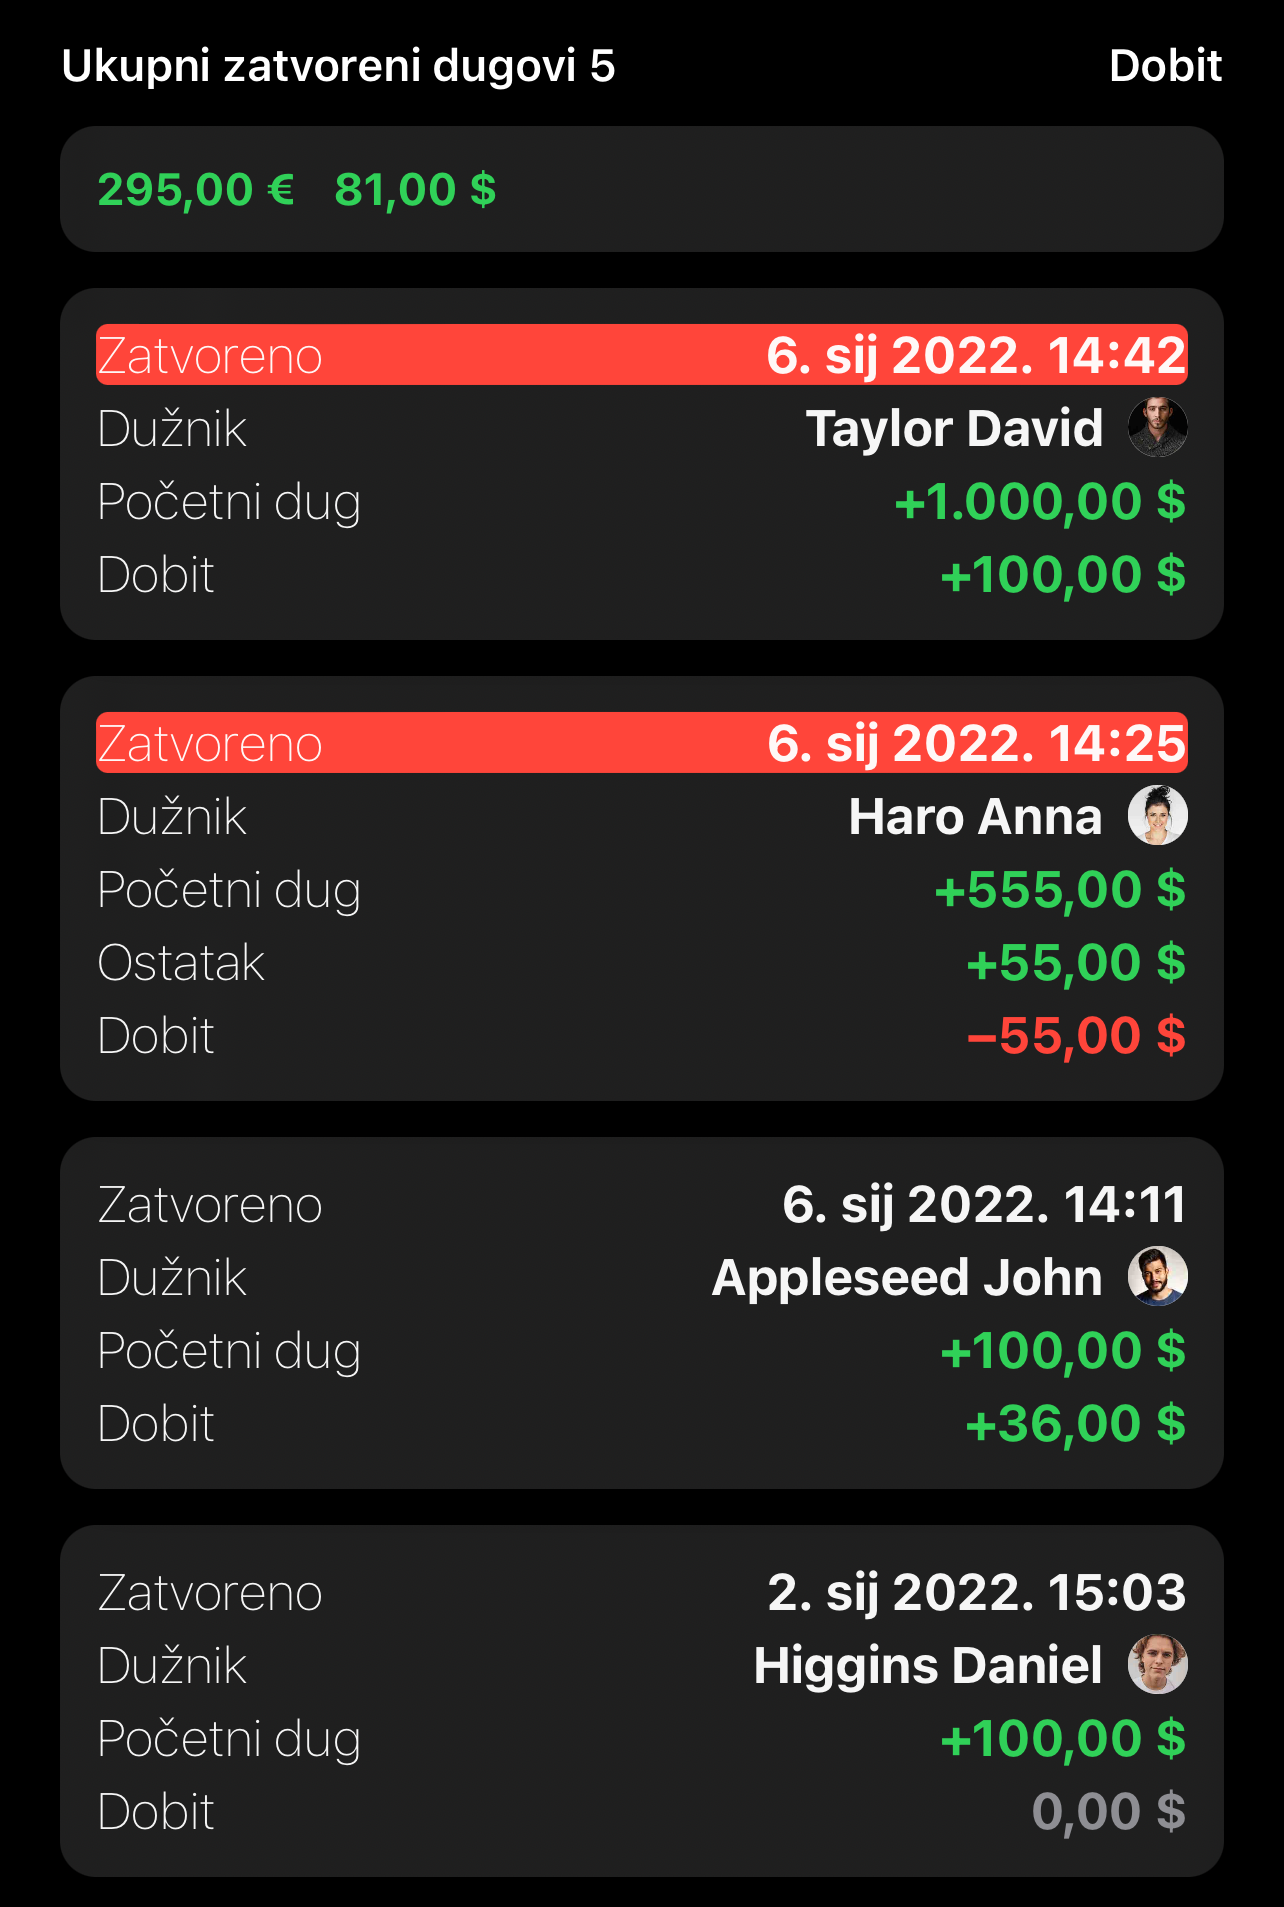 Ukupni zatvoreni dugovi 5 Dobit
295,00 € 81,00 $
Zatvoreno 6. sij 2022. 14:42
Dužnik Taylor David
Početni dug +1.000,00 $
Dobit +100,00 $
Zatvoreno 6. sij 2022. 14:25
Dužnik Haro Anna
Početni dug +555,00 $
Ostatak +55,00 $
Dobit –55,00 $
Zatvoreno 6. sij 2022. 14:11
Dužnik Appleseed John
Početni dug +100,00 $
Dobit +36,00 $
Zatvoreno 2. sij 2022. 15:03
Dužnik Higgins Daniel
Početni dug +100,00 $
Dobit 0,00 $